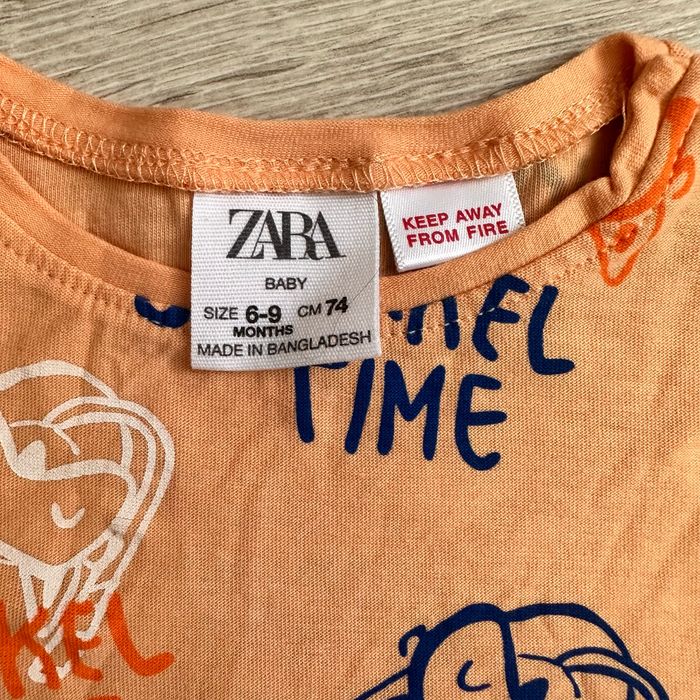 ZARA
BABY
SIZE 6-9 CM 74
MONTHS
MADE IN BANGLADESH
KEEP AWAY
FROM FIRE
TIME